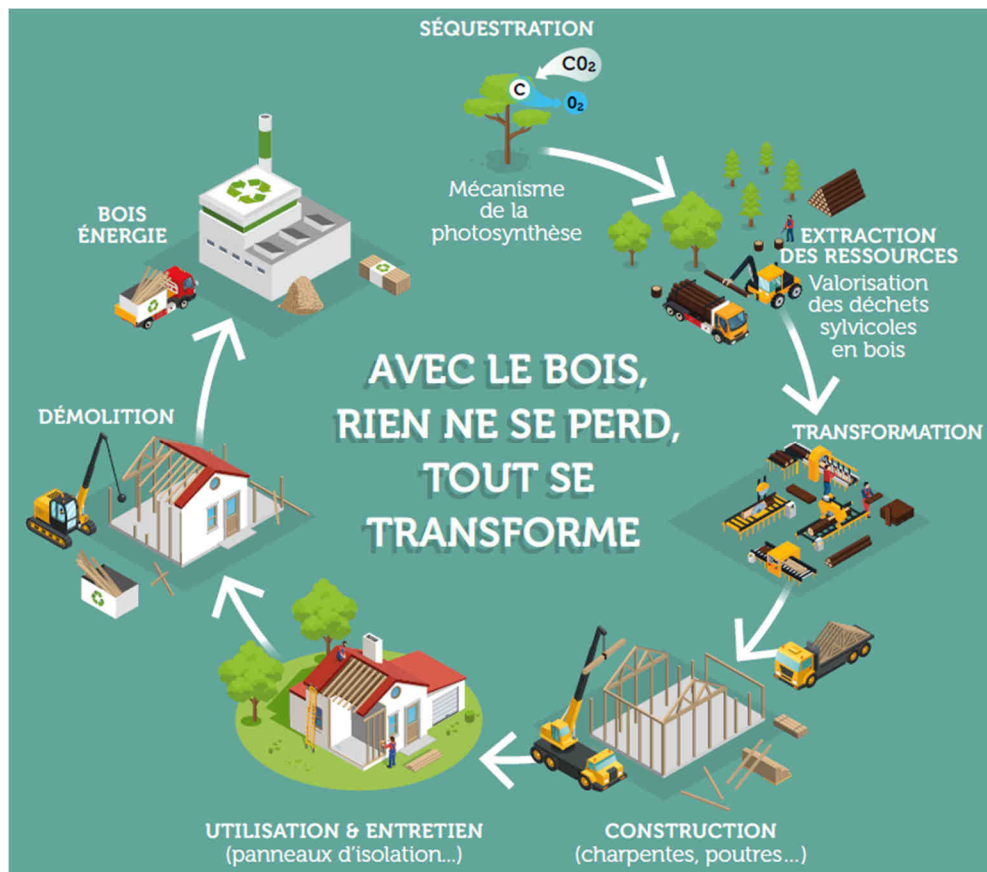 SÉQUESTRATION
C02
C
02
Mécanisme
de la
photosynthèse
EXTRACTION
DES RESSOURCES
Valorisation
des déchets
sylvicoles
en bois
TRANSFORMATION
CONSTRUCTION
(charpentes, poutres...)
UTILISATION & ENTRETIEN
(panneaux d'isolation...)
DÉMOLITION
BOIS
ÉNERGIE
AVEC LE BOIS,
RIEN NE SE PERD,
TOUT SE
TRANSFORME